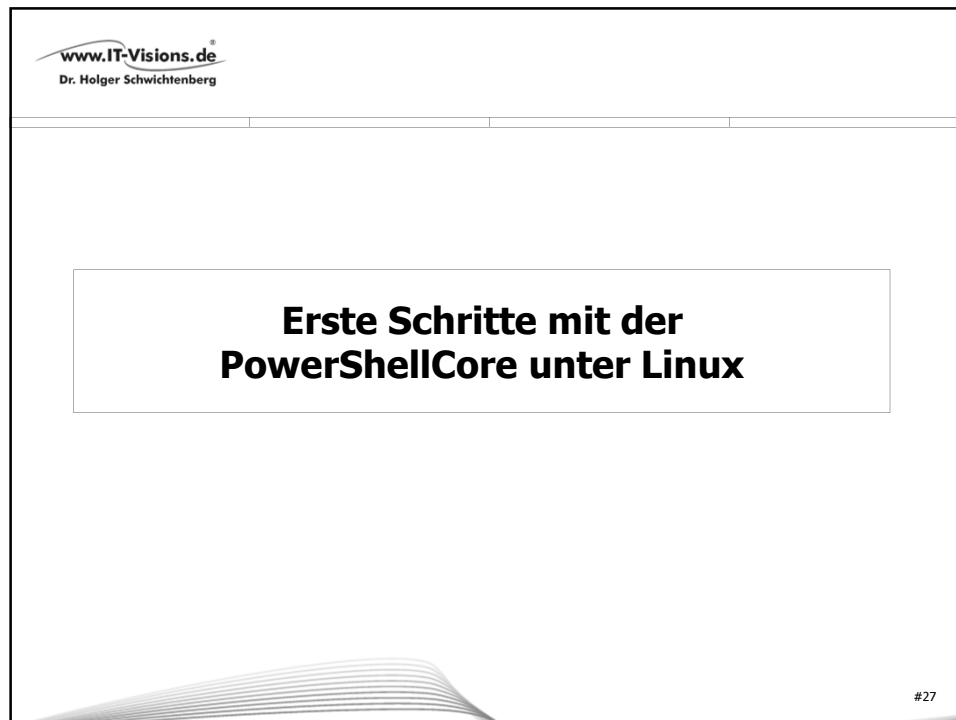 www.IT-Visions.de®
Dr. Holger Schwichtenberg
Erste Schritte mit der
PowerShellCore unter Linux
#27